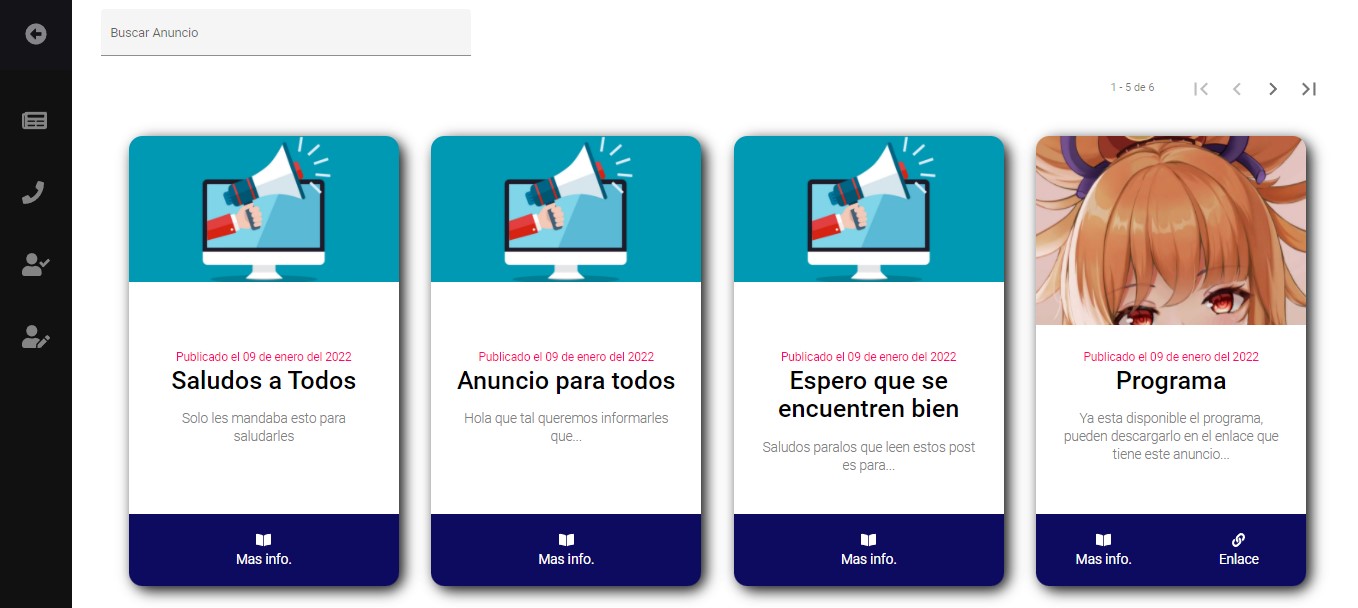 Buscar Anuncio
1 - 5 de 6
Publicado el 09 de enero del 2022
Saludos a Todos
Solo les mandaba esto para
saludarles
Mas info.
Publicado el 09 de enero del 2022
Anuncio para todos
Hola que tal queremos informarles
que...
Mas info.
Publicado el 09 de enero del 2022
Espero que se
encuentren bien
Saludos paralos que leen estos post
es para...
Mas info.
Publicado el 09 de enero del 2022
Programa
Ya esta disponible el programa,
pueden descargarlo en el enlace que
tiene este anuncio...
Mas info.
Enlace